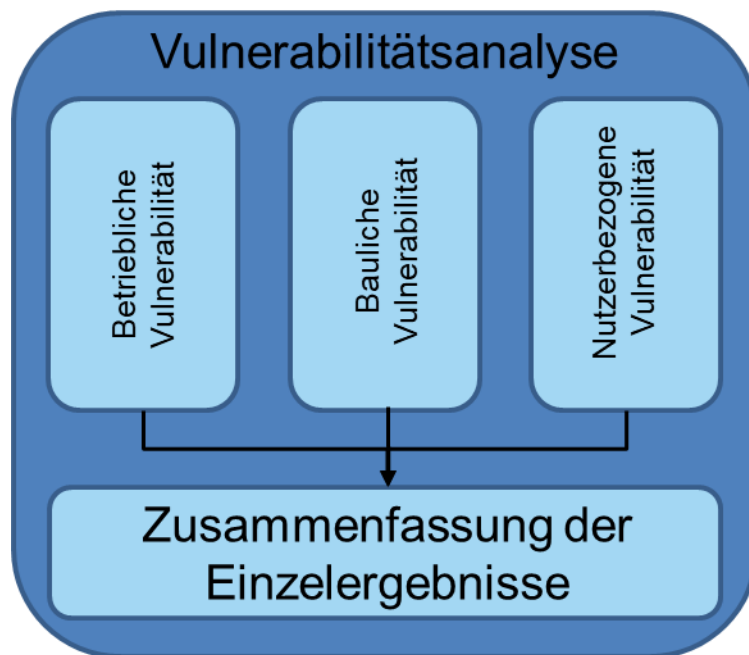 Vulnerabilitätsanalyse
Betriebliche
Vulnerabilität
Bauliche
Vulnerabilität
Nutzerbezogene
Vulnerabilität
Zusammenfassung der
Einzelergebnisse